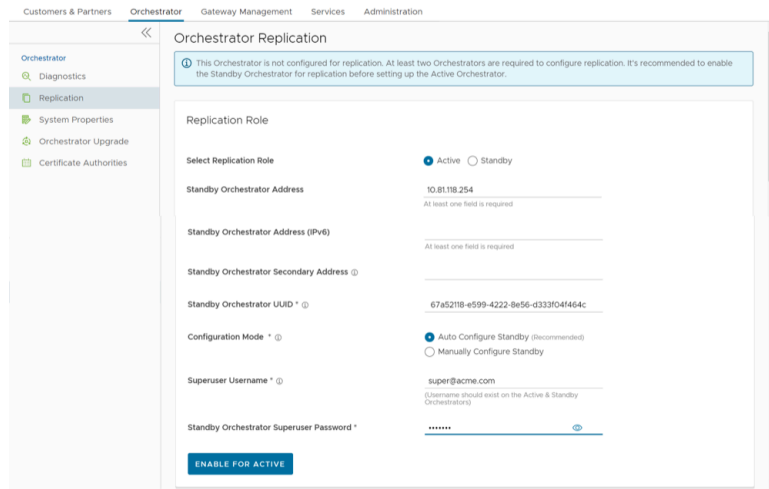 Customers & Partners Orchestrator Gateway Management Services Administration
Orchestrator
Diagnostics
Replication
System Properties
Orchestrator Upgrade
Certificate Authorities
Orchestrator Replication
This Orchestrator is not configured for replication. At least two Orchestrators are required to configure replication. It's recommended to enable
the Standby Orchestrator for replication before setting up the Active Orchestrator.
Replication Role
Select Replication Role Active Standby
Standby Orchestrator Address 10.81.118.254
At least one field is required
Standby Orchestrator Address (IPv6)
At least one field is required
Standby Orchestrator Secondary Address
Standby Orchestrator UUID * 67a52118-e599-4222-8e56-d333f04f464c
Configuration Mode * Auto Configure Standby (Recommended)
Manually Configure Standby
Superuser Username * super@acme.com
(Username should exist on the Active & Standby
Orchestrators)
Standby Orchestrator Superuser Password * •••••••
ENABLE FOR ACTIVE